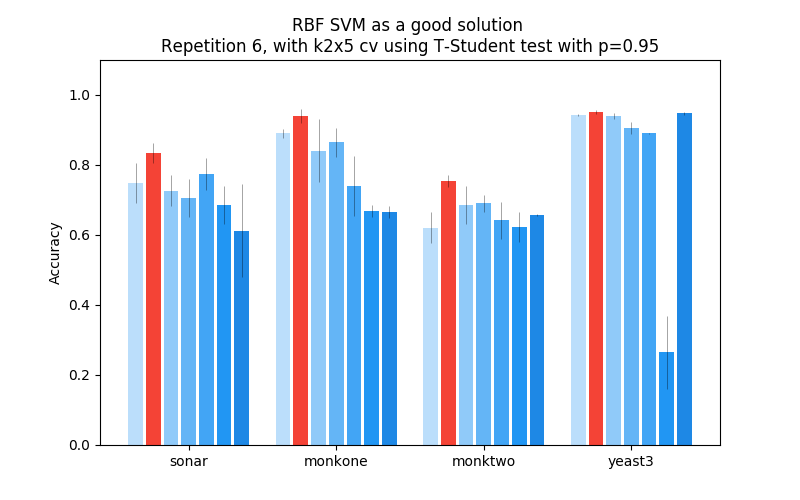 RBF SVM as a good solution
Repetition 6, with k2x5 cv using T-Student test with p=0.95
Accuracy
1.0
0.8
0.6
0.4
0.2
0.0
sonar monkone monktwo yeast3